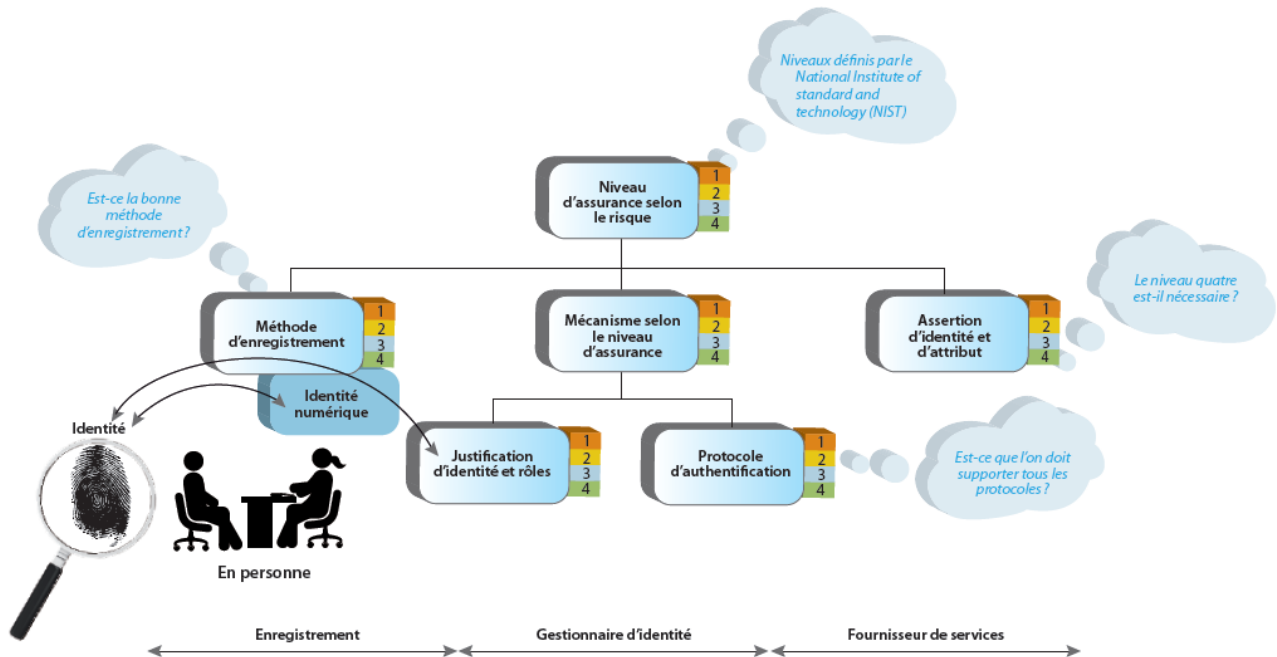 Niveaux définis par le
National Institute of
standard and
technology (NIST)
Niveau
d'assurance selon
le risque
1
2
3
4
Est-ce la bonne
méthode
d'enregistrement ?
Le niveau quatre
est-il nécessaire ?
Méthode
d'enregistrement
1
2
3
4
Mécanisme selon
le niveau
d'assurance
1
2
3
4
Assertion
d'identité et
d'attribut
1
2
3
4
Identité
numérique
Identité
Justification
d'identité et rôles
1
2
3
4
Protocole
d'authentification
1
2
3
4
Est-ce que l'on doit
supporter tous les
protocoles ?
En personne
Enregistrement
Gestionnaire d'identité
Fournisseur de services